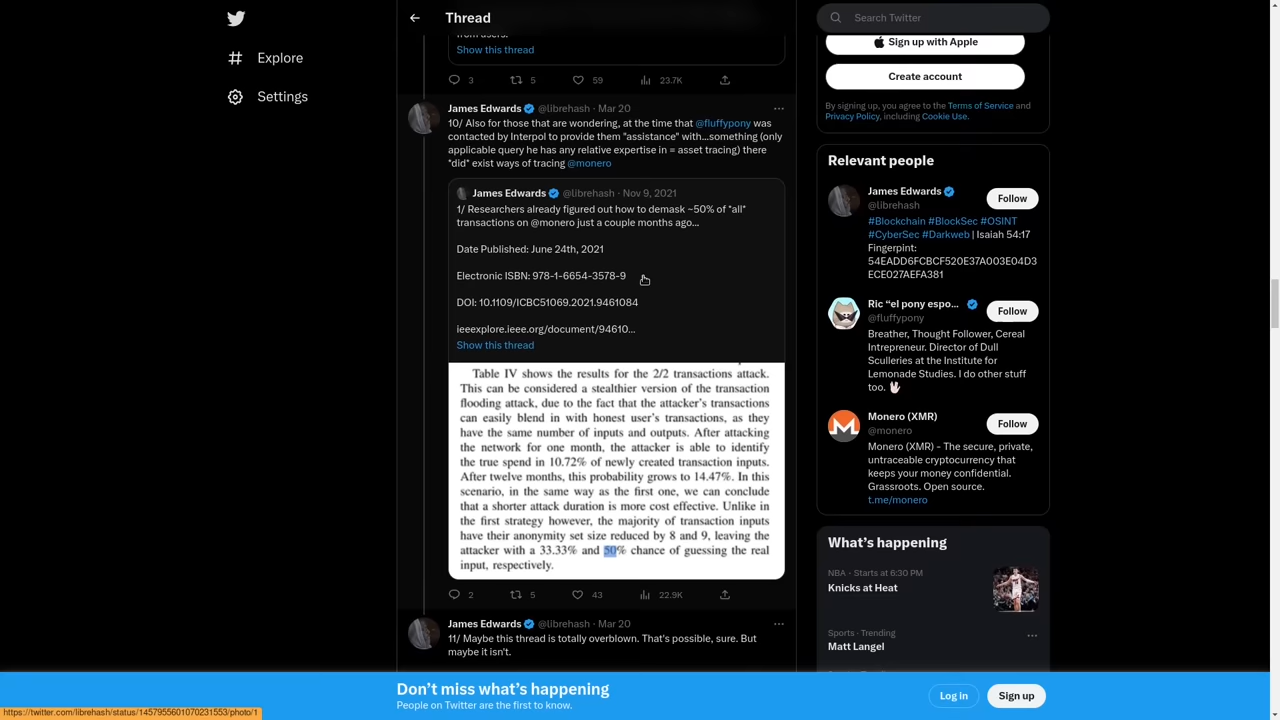 Explore
Settings
Thread
from users.
Show this thread
3
5
59
23.7K
James Edwards @librehash · Mar 20
10/ Also for those that are wondering, at the time that @fluffypony was
contacted by Interpol to provide them "assistance" with...something (only
applicable query he has any relative expertise in = asset tracing) there
*did* exist ways of tracing @monero
James Edwards @librehash · Nov 9, 2021
1/ Researchers already figured out how to demask ~50% of *all*
transactions on @monero just a couple months ago...
Date Published: June 24th, 2021
Electronic ISBN: 978-1-6654-3578-9
DOI: 10.1109/ICBC51069.2021.9461084
ieeexplore.ieee.org/document/94610...
Show this thread
Table IV shows the results for the 2/2 transactions attack.
This can be considered a stealthier version of the transaction
flooding attack, due to the fact that the attacker's transactions
can easily blend in with honest user's transactions, as they
have the same number of inputs and outputs. After attacking
the network for one month, the attacker is able to identify
the true spend in 10.72% of newly created transaction inputs.
After twelve months, this probability grows to 14.47%. In this
scenario, in the same way as the first one, we can conclude
that a shorter attack duration is more cost effective. Unlike in
the first strategy however, the majority of transaction inputs
have their anonymity set size reduced by 8 and 9, leaving the
attacker with a 33.33% and 50% chance of guessing the real
input, respectively.
2
5
43
22.9K
James Edwards @librehash · Mar 20
11/ Maybe this thread is totally overblown. That's possible, sure. But
maybe it isn't.
Search Twitter
Sign up with Apple
Create account
By signing up, you agree to the Terms of Service and
Privacy Policy, including Cookie Use.
Relevant people
James Edwards
@librehash
Follow
#Blockchain #BlockSec #OSINT
#CyberSec #Darkweb | Isaiah 54:17
Fingerpint:
54EADD6FCBCF520E37A003E04D3
ECE027AEFA381
Ric “el pony espo...
@fluffypony
Follow
Breather, Thought Follower, Cereal
Intrepreneur. Director of Dull
Sculleries at the Institute for
Lemonade Studies. I do other stuff
too.
Monero (XMR)
@monero
Follow
Monero (XMR) - The secure, private,
untraceable cryptocurrency that
keeps your money confidential.
Grassroots. Open source.
t.me/monero
What's happening
NBA · Starts at 6:30 PM
Knicks at Heat
Sports · Trending
Matt Langel
Don't miss what's happening
People on Twitter are the first to know.
Log in
Sign up
https://twitter.com/librehash/status/1457955601070231553/photo/1